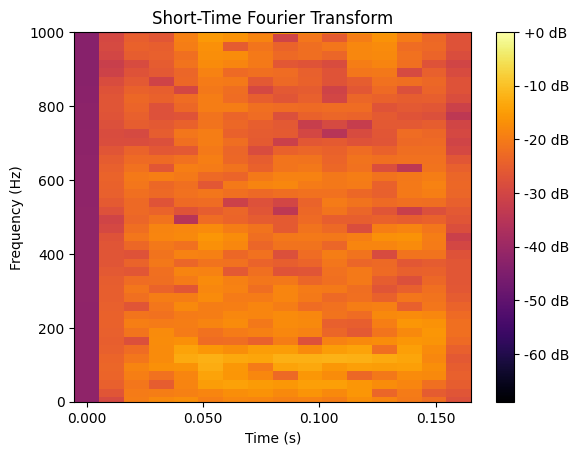 Short-Time Fourier Transform
1000
800
600
400
200
0
Frequency (Hz)
0.000
0.050
0.100
0.150
Time (s)
+0 dB
-10 dB
-20 dB
-30 dB
-40 dB
-50 dB
-60 dB